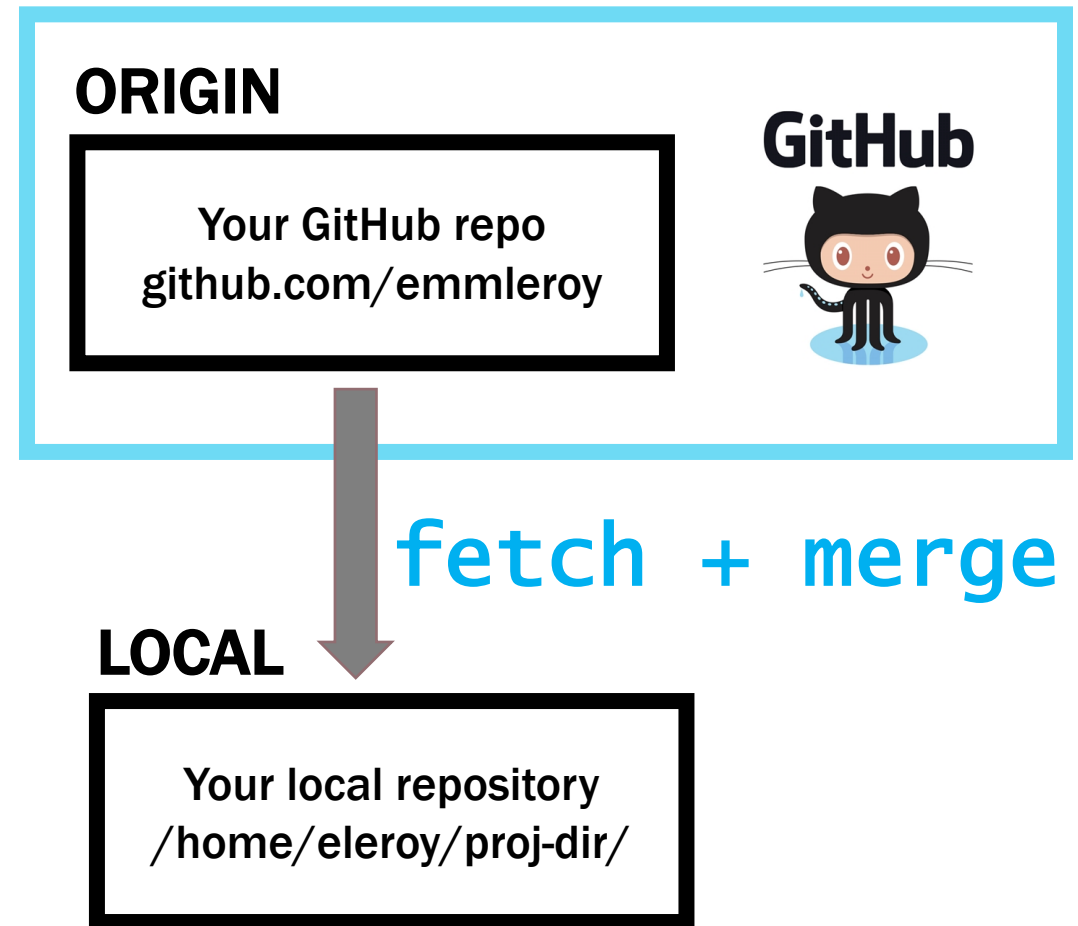 ORIGIN
GitHub
Your GitHub repo
github.com/emmleroy
fetch + merge
LOCAL
Your local repository
/home/eleroy/proj-dir/